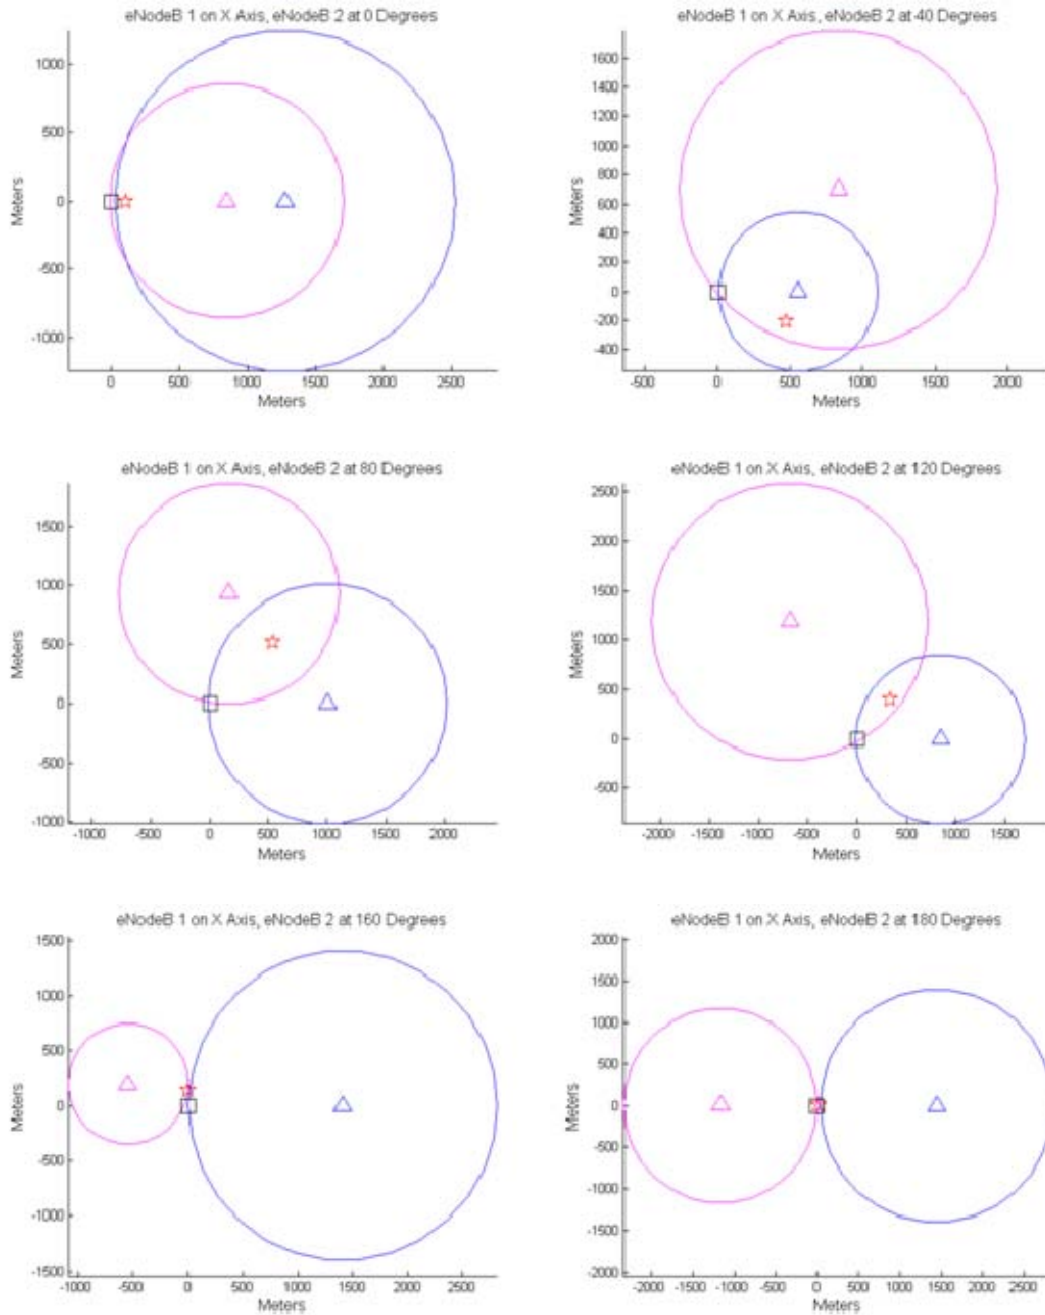 eNodeB 1 on X Axis, eNodeB 2 at 0 Degrees
1000
500
0
-500
-1000
Meters
0 500 1000 1500 2000 2500
Meters
eNodeB 1 on X Axis, eNodeB 2 at 40 Degrees
1600
1400
1200
1000
800
600
400
200
0
-200
-400
Meters
-500 0 500 1000 1500 2000
Meters
eNodeB 1 on X Axis, eNodeB 2 at 80 Degrees
1500
1000
500
0
-500
-1000
Meters
-1000 -500 0 500 1000 1500 2000
Meters
eNodeB 1 on X Axis, eNodeB 2 at 120 Degrees
2500
2000
1500
1000
500
0
-500
Meters
-2000 -1500 -1000 -500 0 500 1000 1500
Meters
eNodeB 1 on X Axis, eNodeB 2 at 160 Degrees
1500
1000
500
0
-500
-1000
-1500
Meters
-1000 -500 0 500 1000 1500 2000 2500
Meters
eNodeB 1 on X Axis, eNodeB 2 at 180 Degrees
2000
1500
1000
500
0
-500
-1000
-1500
-2000
Meters
-2000 -1500 -1000 -500 0 500 1000 1500 2000 2500
Meters